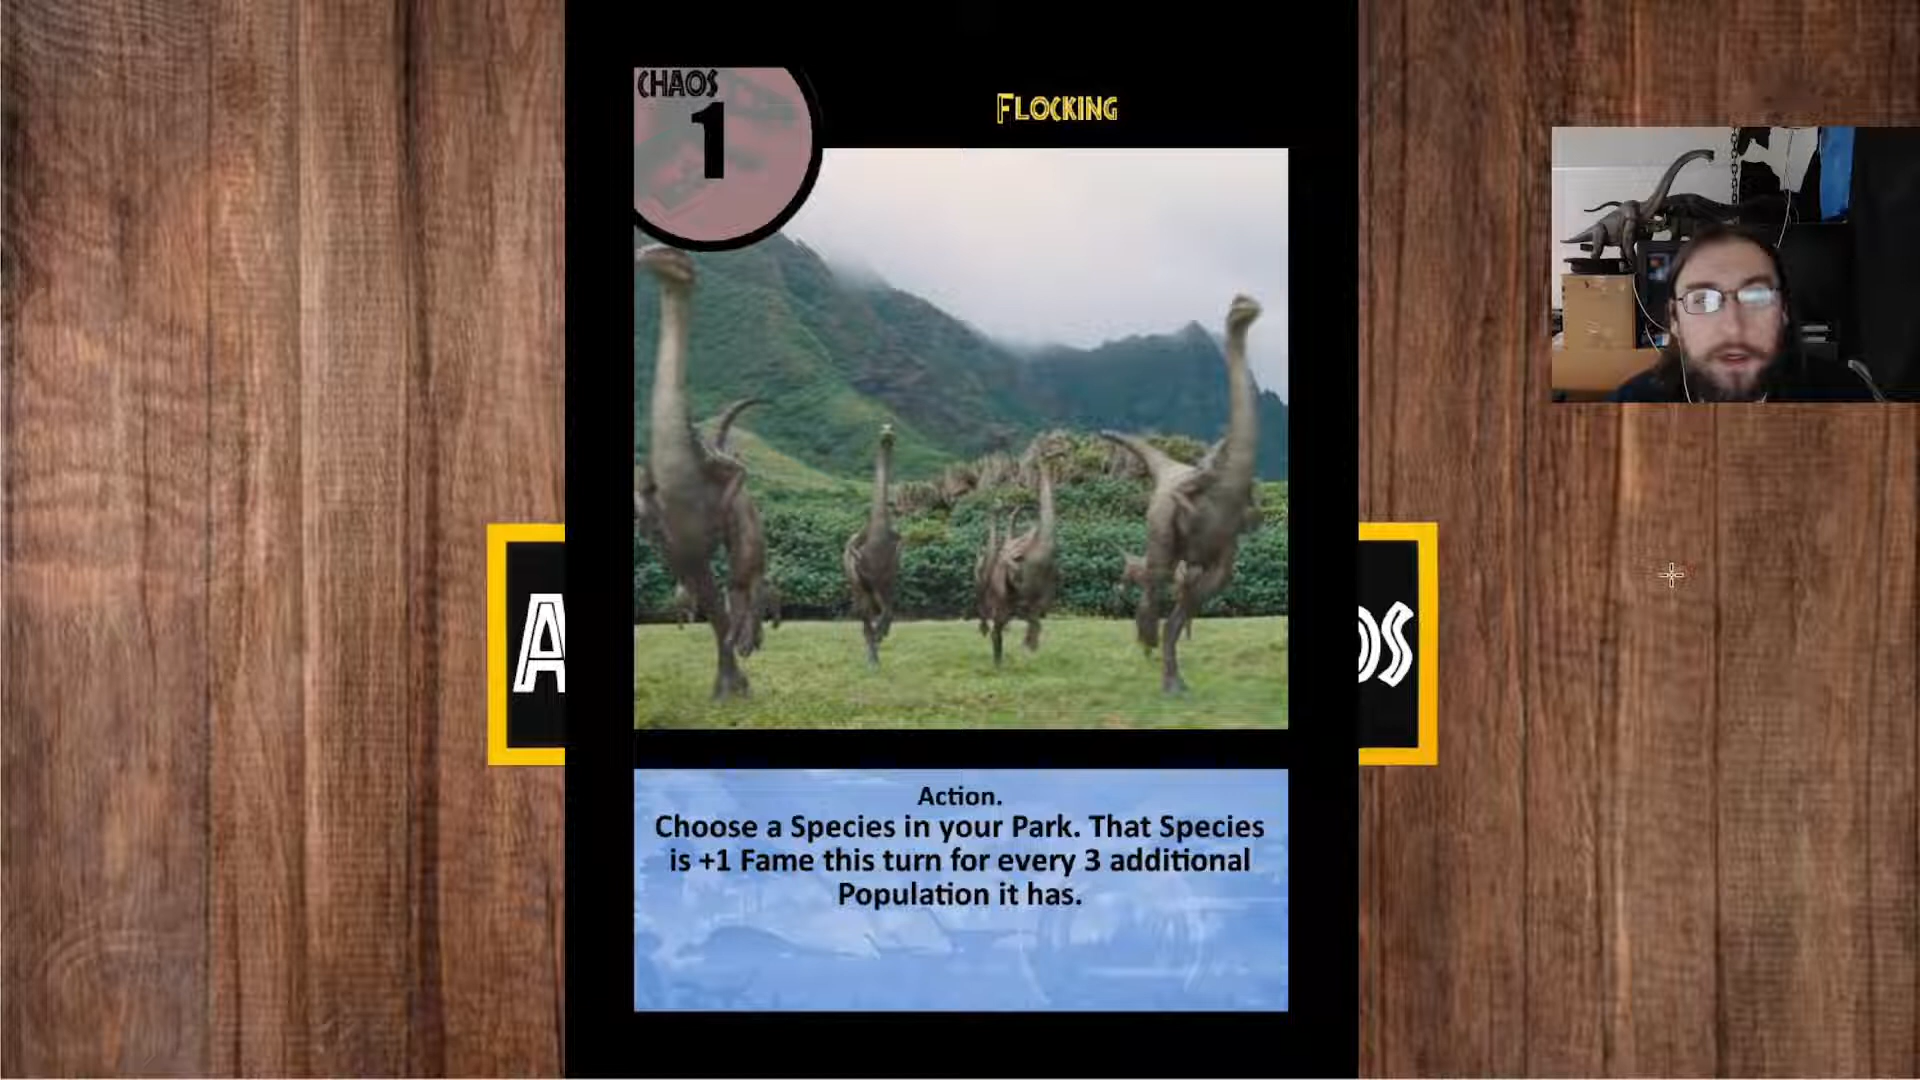 CHAOS
1
FLOCKING
A
OS
Action.
Choose a Species in your Park. That Species
is +1 Fame this turn for every 3 additional
Population it has.